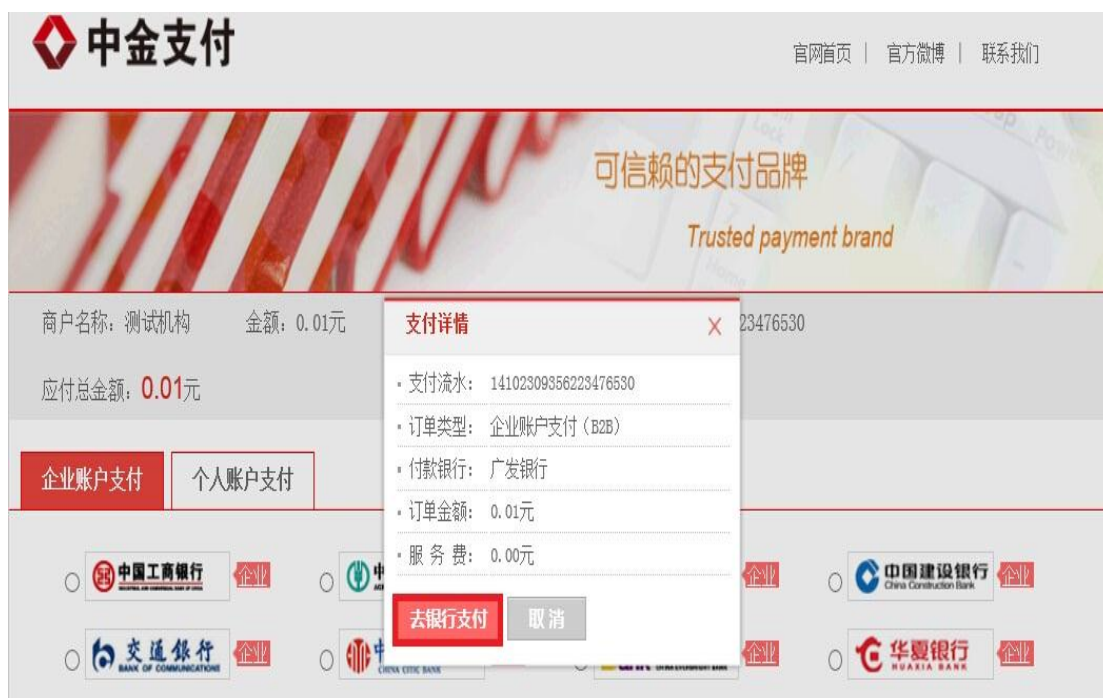 中金支付
官网首页 | 官方微博 | 联系我们
可信赖的支付品牌
Trusted payment brand
商户名称：测试机构 金额：0.01元 23476530
应付总金额：0.01元
支付详情
支付流水：14102309356223476530
订单类型：企业账户支付（B2B）
付款银行：广发银行
订单金额：0.01元
服 务 费：0.00元
去银行支付 取消
企业账户支付 个人账户支付
中国工商银行 企业 企业 中国建设银行 China Construction Bank 企业
交通银行 BANK OF COMMUNICATIONS 企业 CHINA CITIC BANK 企业 华夏银行 HUAXIA BANK 企业